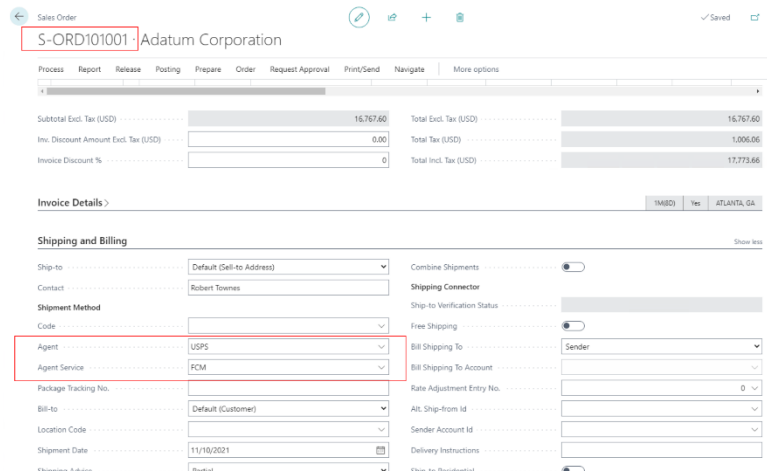 Sales Order
Saved
S-ORD101001 · Adatum Corporation
Process Report Release Posting Prepare Order Request Approval Print/Send Navigate More options
Subtotal Excl. Tax (USD) 16,767.60 Total Excl. Tax (USD) 16,767.60
Inv. Discount Amount Excl. Tax (USD) 0.00 Total Tax (USD) 1,006.06
Invoice Discount % 0 Total Incl. Tax (USD) 17,773.66
Invoice Details 1M(8D) Yes ATLANTA, GA
Shipping and Billing Show less
Ship-to Default (Sell-to Address) Combine Shipments
Contact Robert Townes Shipping Connector
Shipment Method Ship-to Verification Status
Code Free Shipping
Agent USPS Bill Shipping To Sender
Agent Service FCM Bill Shipping To Account
Package Tracking No. Rate Adjustment Entry No. 0
Bill-to Default (Customer) Alt. Ship-from Id
Location Code Sender Account Id
Shipment Date 11/10/2021 Delivery Instructions
Shipping Advice Partial Ship-to Residential